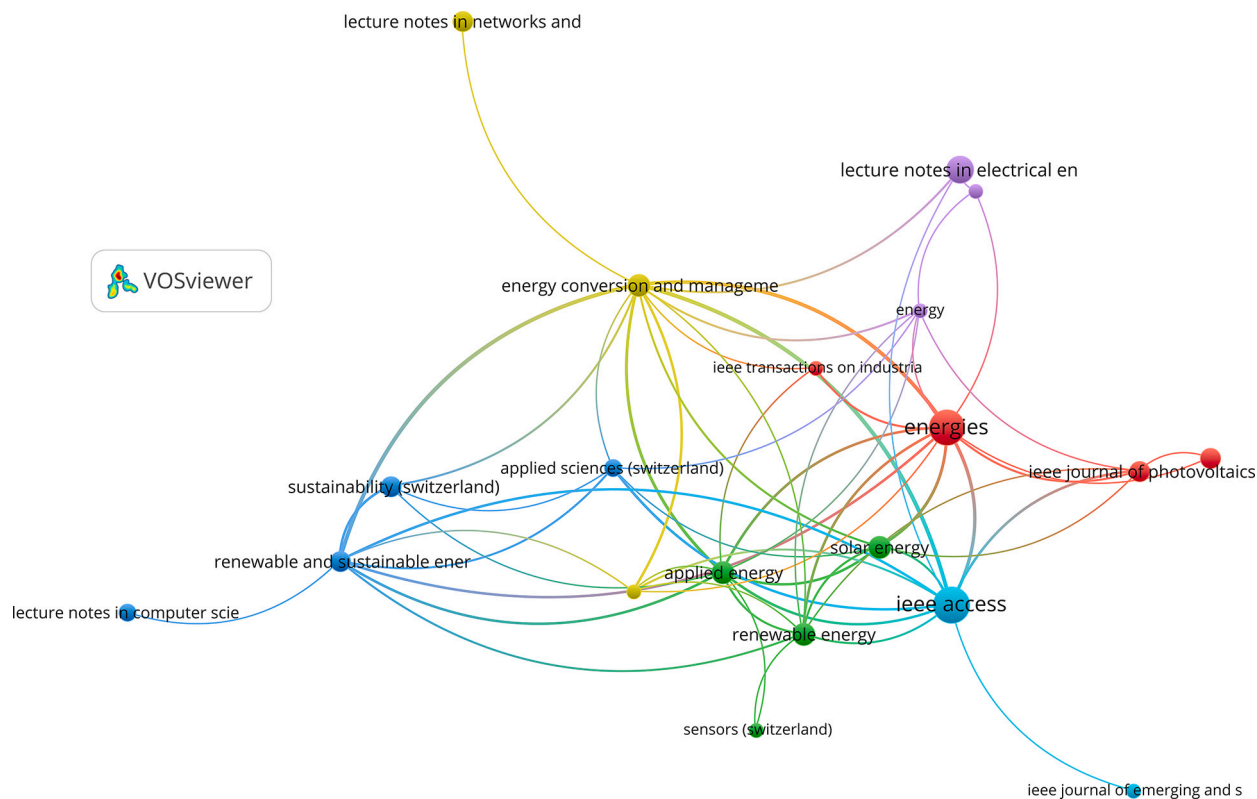 lecture notes in networks and
lecture notes in electrical en
VOSviewer
energy conversion and manageme
energy
ieee transactions on industria
energies
applied sciences (switzerland)
ieee journal of photovoltaics
sustainability (switzerland)
solar energy
renewable and sustainable ener
applied energy
ieee access
lecture notes in computer scie
renewable energy
sensors (switzerland)
ieee journal of emerging and s